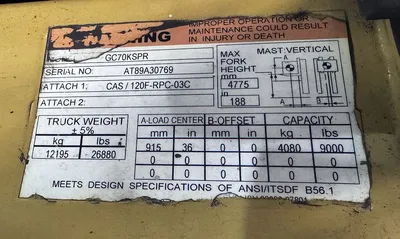 IMPROPER OPERATION OR
MAINTENANCE COULD RESULT
IN INJURY OR DEATH
GC70KSPR
SERIAL NO: AT89A30769
ATTACH 1: CAS / 120F-RPC-03C
ATTACH 2:
MAX FORK HEIGHT
mm
4775
in
188
MAST: VERTICAL
A
B
TRUCK WEIGHT
± 5%
kg lbs
12195 26880
A-LOAD CENTER B-OFFSET CAPACITY
mm in mm in kg lbs
915 36 0 0 4080 9000
0 0 0 0 0 0
0 0 0 0 0 0
MEETS DESIGN SPECIFICATIONS OF ANSI/ITSDF B56.1